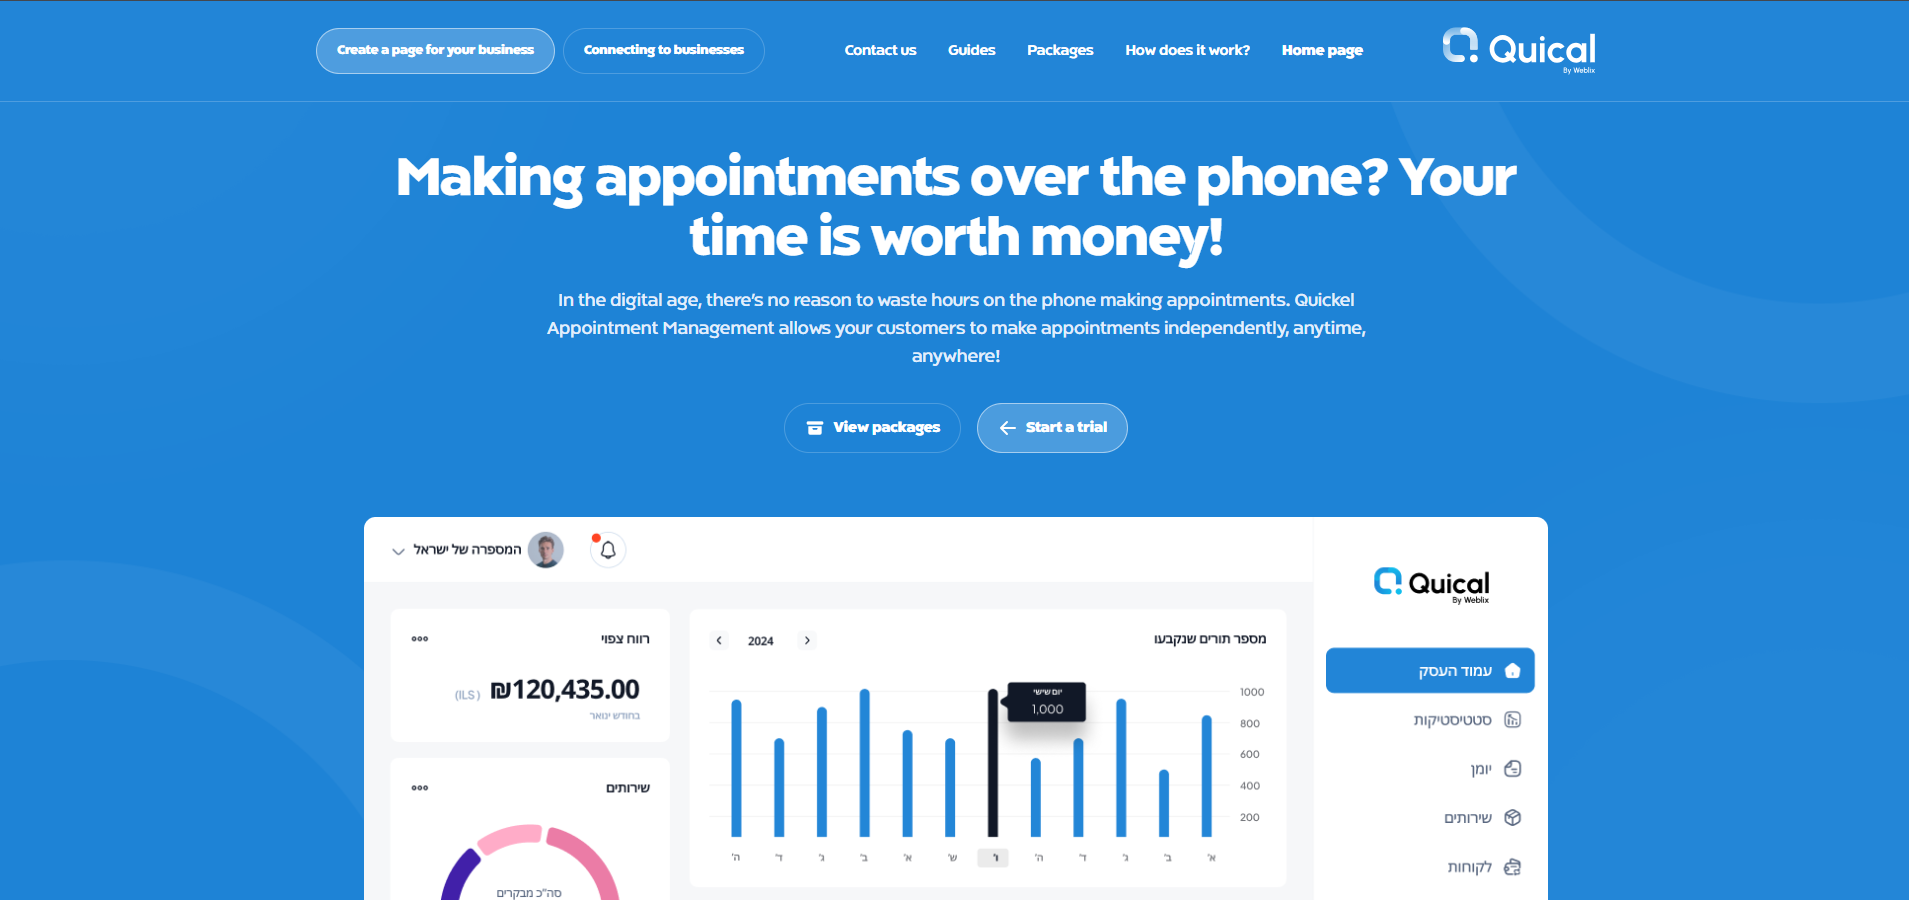 Create a page for your business
Connecting to businesses
Contact us
Guides
Packages
How does it work?
Home page
Quical
By Weblix
Making appointments over the phone? Your
time is worth money!
In the digital age, there's no reason to waste hours on the phone making appointments. Quickel
Appointment Management allows your customers to make appointments independently, anytime,
anywhere!
View packages
Start a trial
המספרה של ישראל
Quical
By Weblix
עמוד העסק
סטטיסטיקות
יומן
שירותים
לקוחות
מספר תורים שנקבעו
2024
יום שישי
1,000
1000
800
600
400
200
א'
ב'
ג'
ד'
ה'
ו'
ש'
א'
ב'
ג'
ד'
ה'
רווח צפוי
₪120,435.00
(ILS)
בחודש ינואר
שירותים
סה"כ מבקרים